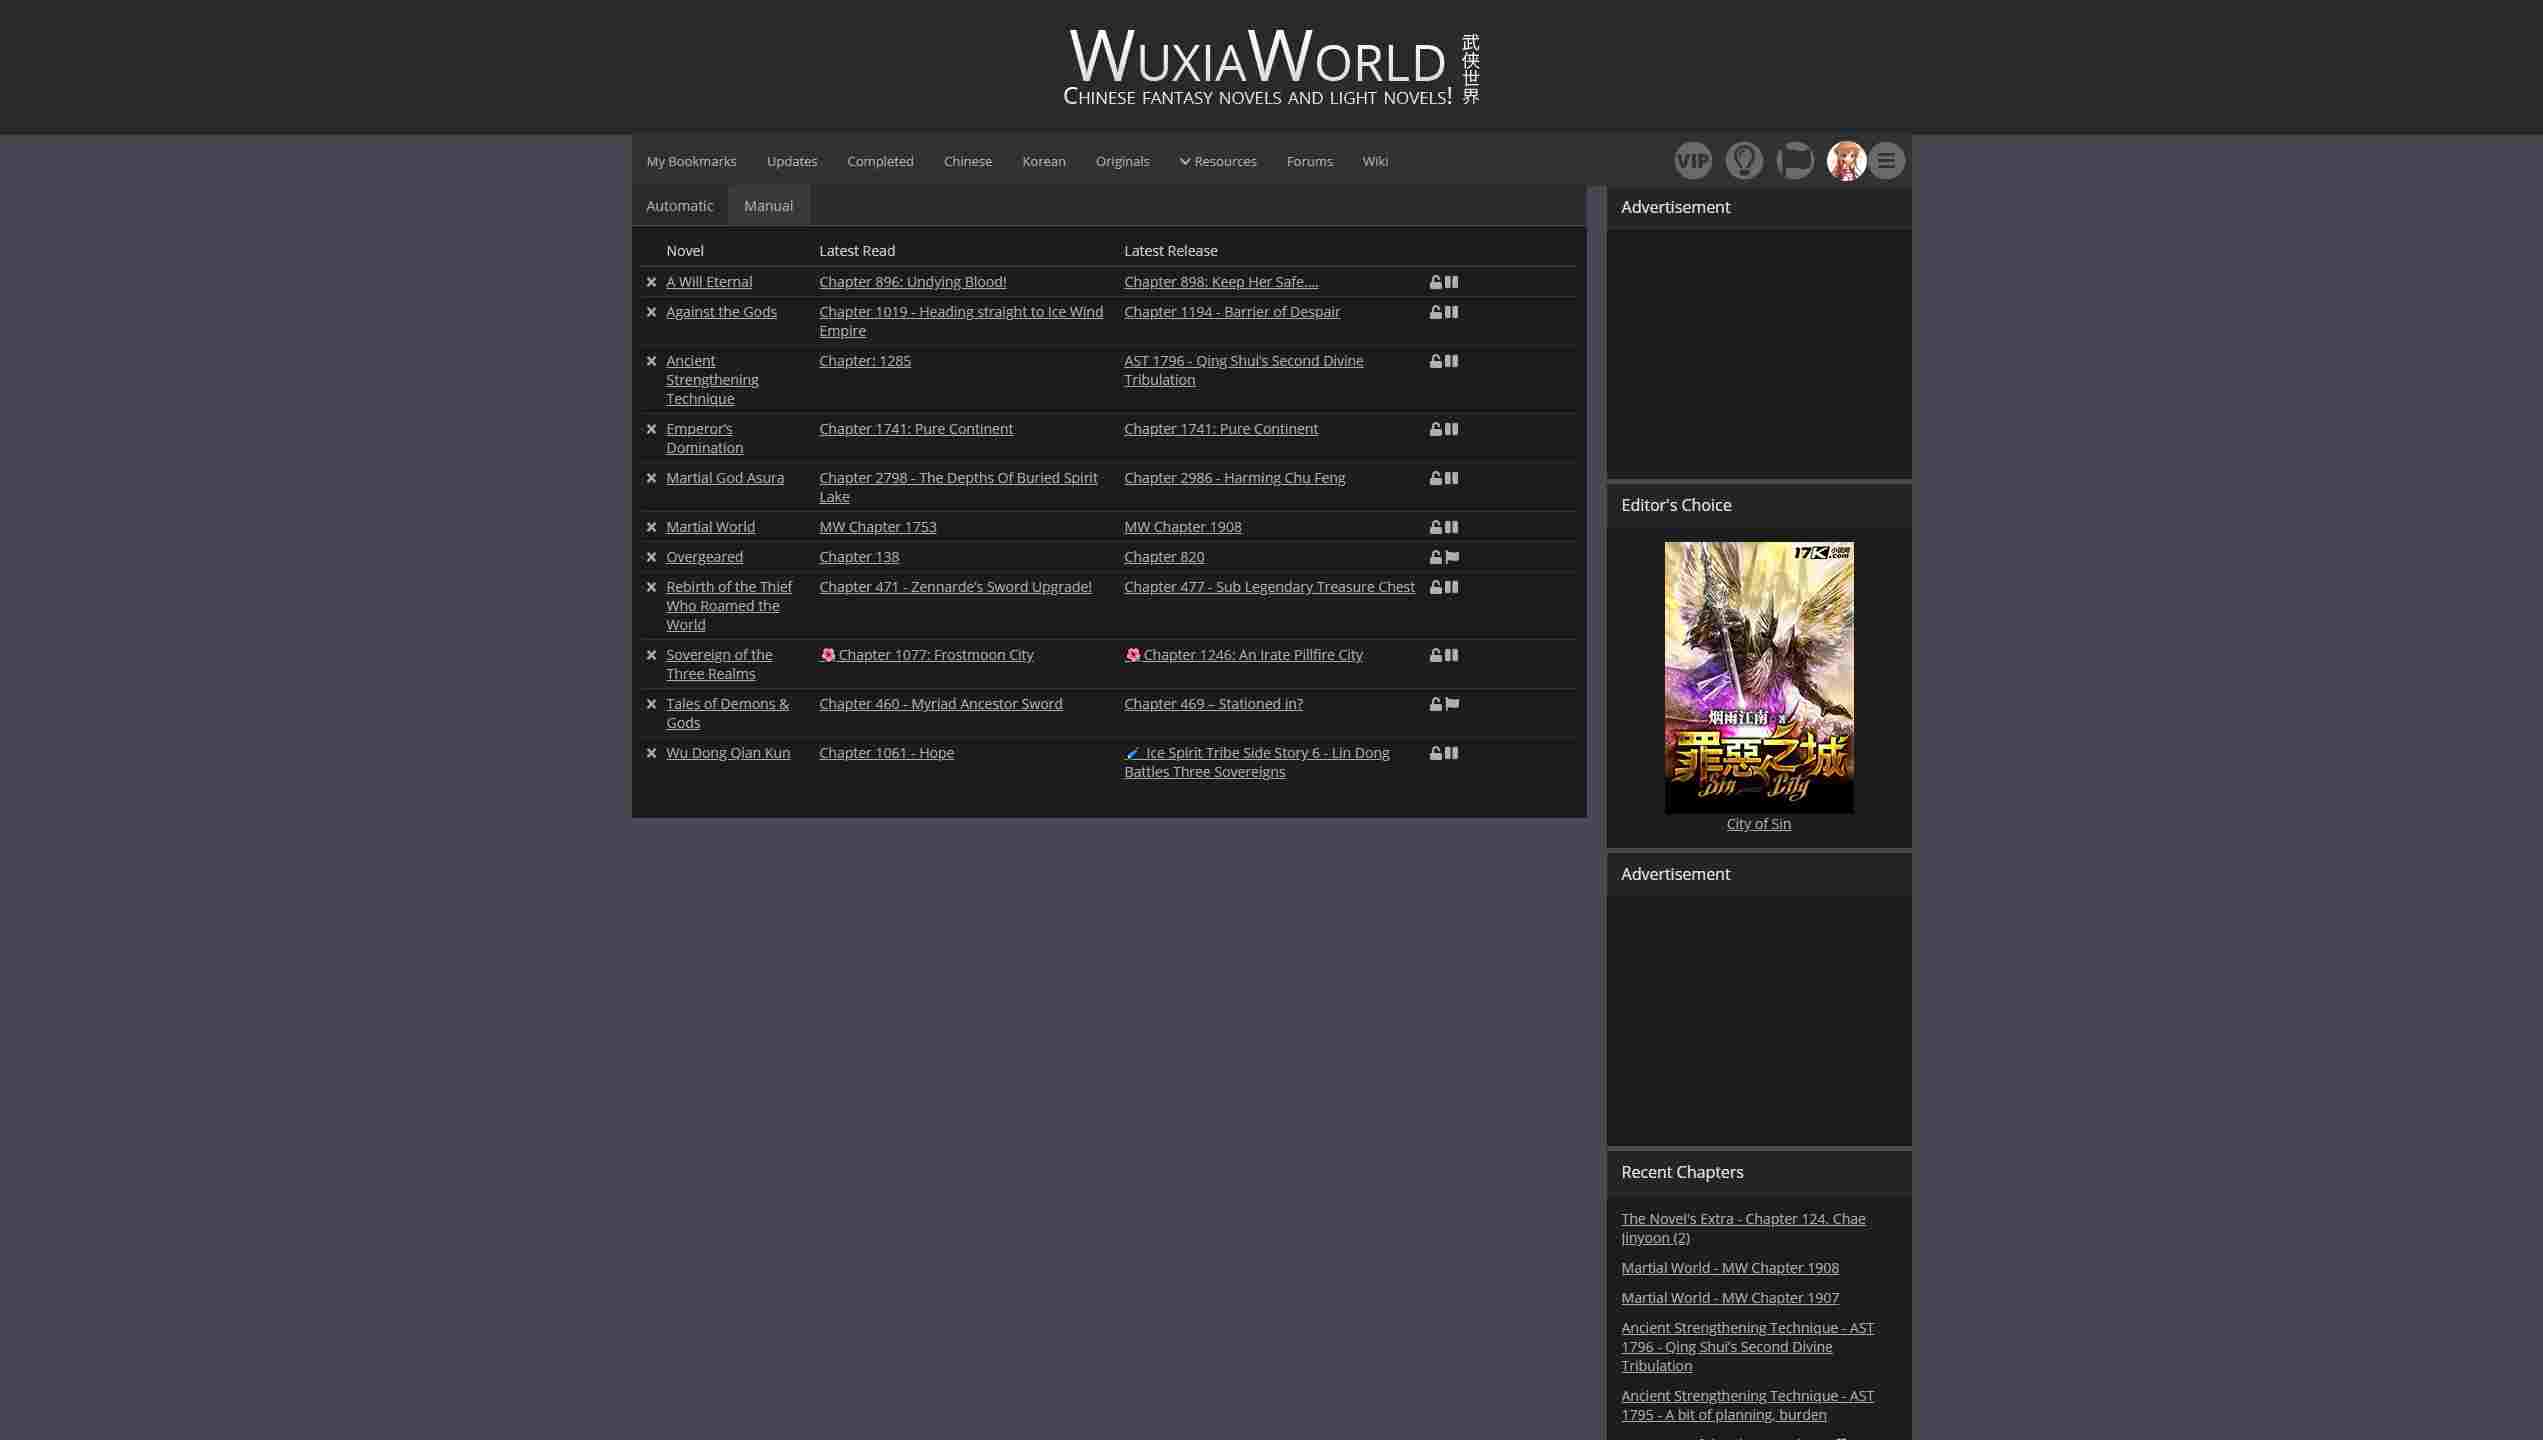 WuxiaWorld
武侠世界
Chinese fantasy novels and light novels!
My Bookmarks Updates Completed Chinese Korean Originals Resources Forums Wiki VIP
Automatic Manual
Novel Latest Read Latest Release
A Will Eternal Chapter 896: Undying Blood! Chapter 898: Keep Her Safe....
Against the Gods Chapter 1019 - Heading straight to Ice Wind Chapter 1194 - Barrier of Despair
Empire
Ancient Chapter: 1285 AST 1796 - Qing Shui's Second Divine
Strengthening Tribulation
Technique
Emperor's Chapter 1741: Pure Continent Chapter 1741: Pure Continent
Domination
Martial God Asura Chapter 2798 - The Depths Of Buried Spirit Chapter 2986 - Harming Chu Feng
Lake
Martial World MW Chapter 1753 MW Chapter 1908
Overgeared Chapter 138 Chapter 820
Rebirth of the Thief Chapter 471 - Zennarde's Sword Upgrade! Chapter 477 - Sub Legendary Treasure Chest
Who Roamed the
World
Sovereign of the 🌺 Chapter 1077: Frostmoon City 🌺 Chapter 1246: An Irate Pillfire City
Three Realms
Tales of Demons & Chapter 460 - Myriad Ancestor Sword Chapter 469 – Stationed in?
Gods
Wu Dong Qian Kun Chapter 1061 - Hope Ice Spirit Tribe Side Story 6 - Lin Dong
Battles Three Sovereigns
Advertisement
Editor's Choice
17K小说网
.com
烟雨江南 著
罪惡之城
Sin City
City of Sin
Advertisement
Recent Chapters
The Novel's Extra - Chapter 124. Chae
Jinyoon (2)
Martial World - MW Chapter 1908
Martial World - MW Chapter 1907
Ancient Strengthening Technique - AST
1796 - Qing Shui's Second Divine
Tribulation
Ancient Strengthening Technique - AST
1795 - A bit of planning, burden